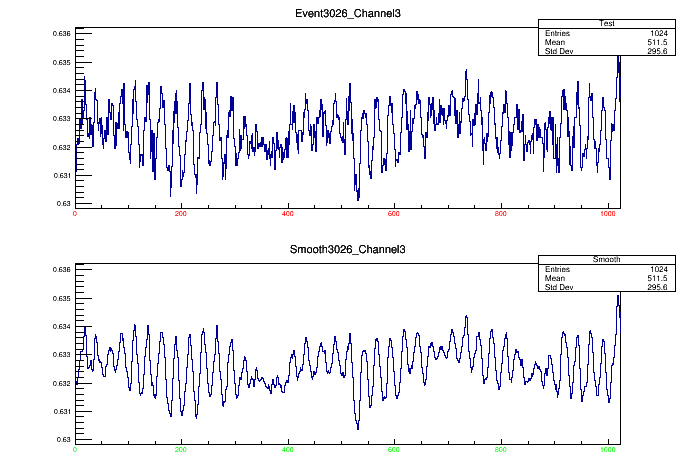 Event3026_Channel3
Test
Entries 1024
Mean 511.5
Std Dev 295.6
0.636
0.635
0.634
0.633
0.632
0.631
0.63
0 200 400 600 800 1000
Smooth3026_Channel3
Smooth
Entries 1024
Mean 511.5
Std Dev 295.6
0.636
0.635
0.634
0.633
0.632
0.631
0.63
0 200 400 600 800 1000